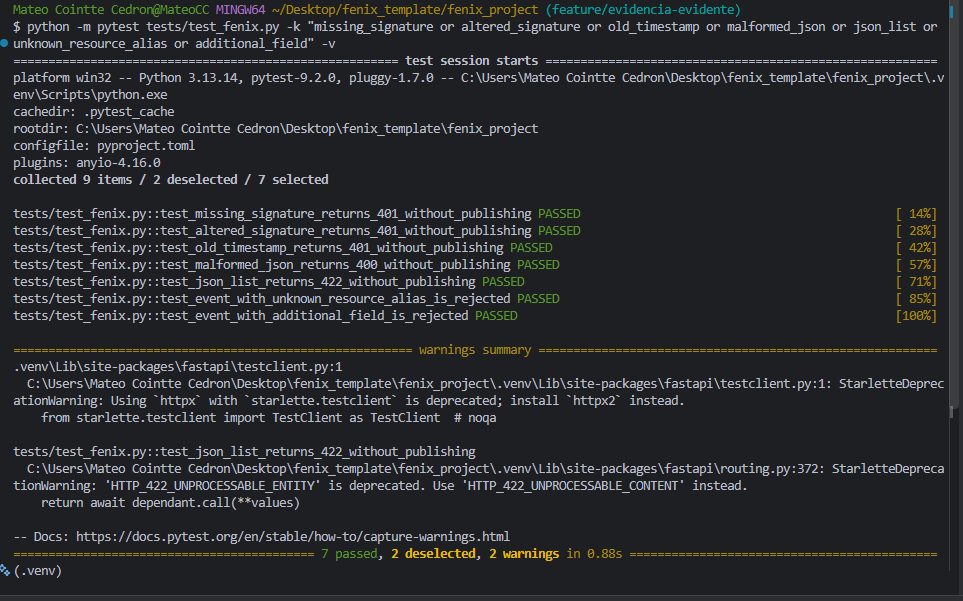 Mateo Cointte Cedron@MateoCC MINGW64 ~/Desktop/fenix_template/fenix_project (feature/evidencia-evidente)
$ python -m pytest tests/test_fenix.py -k "missing_signature or altered_signature or old_timestamp or malformed_json or json_list or
unknown_resource_alias or additional_field" -v
==================================================== test session starts ====================================================
platform win32 -- Python 3.13.14, pytest-9.2.0, pluggy-1.7.0 -- C:\Users\Mateo Cointte Cedron\Desktop\fenix_template\fenix_project\.v
env\Scripts\python.exe
cachedir: .pytest_cache
rootdir: C:\Users\Mateo Cointte Cedron\Desktop\fenix_template\fenix_project
configfile: pyproject.toml
plugins: anyio-4.16.0
collected 9 items / 2 deselected / 7 selected
tests/test_fenix.py::test_missing_signature_returns_401_without_publishing PASSED [ 14%]
tests/test_fenix.py::test_altered_signature_returns_401_without_publishing PASSED [ 28%]
tests/test_fenix.py::test_old_timestamp_returns_401_without_publishing PASSED [ 42%]
tests/test_fenix.py::test_malformed_json_returns_400_without_publishing PASSED [ 57%]
tests/test_fenix.py::test_json_list_returns_422_without_publishing PASSED [ 71%]
tests/test_fenix.py::test_event_with_unknown_resource_alias_is_rejected PASSED [ 85%]
tests/test_fenix.py::test_event_with_additional_field_is_rejected PASSED [100%]
====================================================== warnings summary ======================================================
.venv\Lib\site-packages\fastapi\testclient.py:1
C:\Users\Mateo Cointte Cedron\Desktop\fenix_template\fenix_project\.venv\Lib\site-packages\fastapi\testclient.py:1: StarletteDeprec
ationWarning: Using `httpx` with `starlette.testclient` is deprecated; install `httpx2` instead.
from starlette.testclient import TestClient as TestClient  # noqa
tests/test_fenix.py::test_json_list_returns_422_without_publishing
C:\Users\Mateo Cointte Cedron\Desktop\fenix_template\fenix_project\.venv\Lib\site-packages\fastapi\routing.py:372: StarletteDepreca
tionWarning: 'HTTP_422_UNPROCESSABLE_ENTITY' is deprecated. Use 'HTTP_422_UNPROCESSABLE_CONTENT' instead.
return await dependant.call(**values)
-- Docs: https://docs.pytest.org/en/stable/how-to/capture-warnings.html
======================================== 7 passed, 2 deselected, 2 warnings in 0.88s ========================================
(.venv)